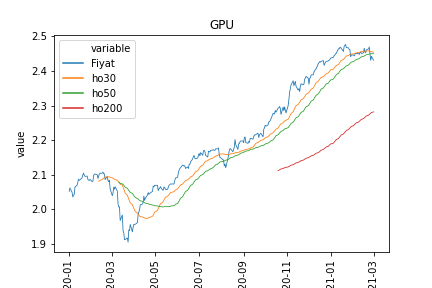 GPU
variable
Fiyat
ho30
ho50
ho200
value
2.5
2.4
2.3
2.2
2.1
2.0
1.9
20-01
20-03
20-05
20-07
20-09
20-11
21-01
21-03